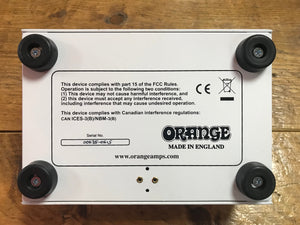 This device complies with part 15 of the FCC Rules.
Operation is subject to the following two conditions:
(1) This device may not cause harmful interference, and
(2) this device must accept any interference received,
including interference that may cause undesired operation.
This device complies with Canadian interference regulations:
CAN ICES-3(B)/NBM-3(B)
CE
Serial No.
ORANGE
MADE IN ENGLAND
www.orangeamps.com